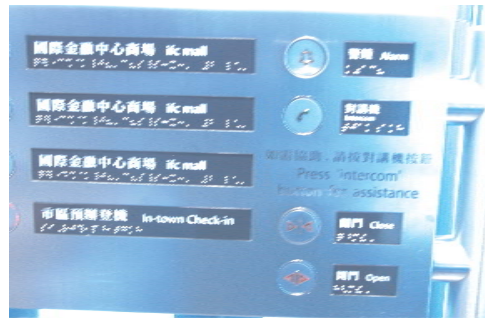 國際金融中心商場 ifc mall
國際金融中心商場 ifc mall
國際金融中心商場 ifc mall
市區預辦登機 In-town Check-in
警鐘 Alarm
對講機
Intercom
如需協助，請按對講機按鈕
Press "intercom"
button for assistance
關門 Close
開門 Open